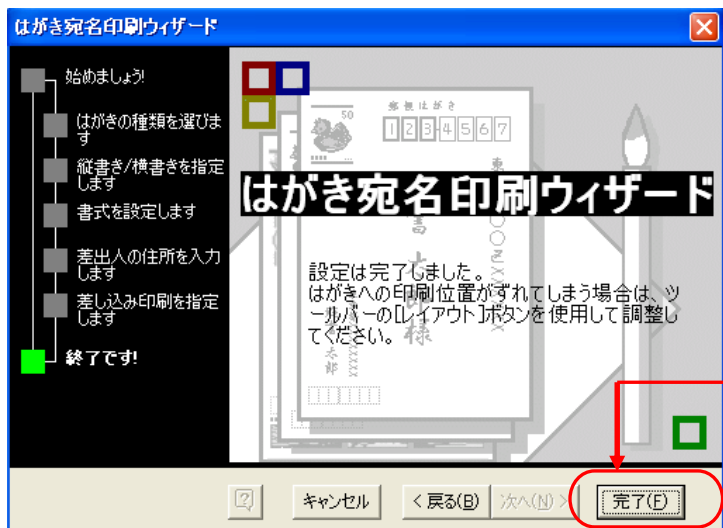 はがき宛名印刷ウィザード
始めましょう!
はがきの種類を選びま
す
縦書き/横書きを指定
します
書式を設定します
差出人の住所を入力
します
差し込み印刷を指定
します
終了です!
郵便はがき
50
1234567
はがき宛名印刷ウィザード
設定は完了しました。
はがきへの印刷位置がずれてしまう場合は、ツ
ールバーの[レイアウト]ボタンを使用して調整し
てください。
様
太郎
キャンセル
< 戻る(B)
次へ(N) >
完了(F)